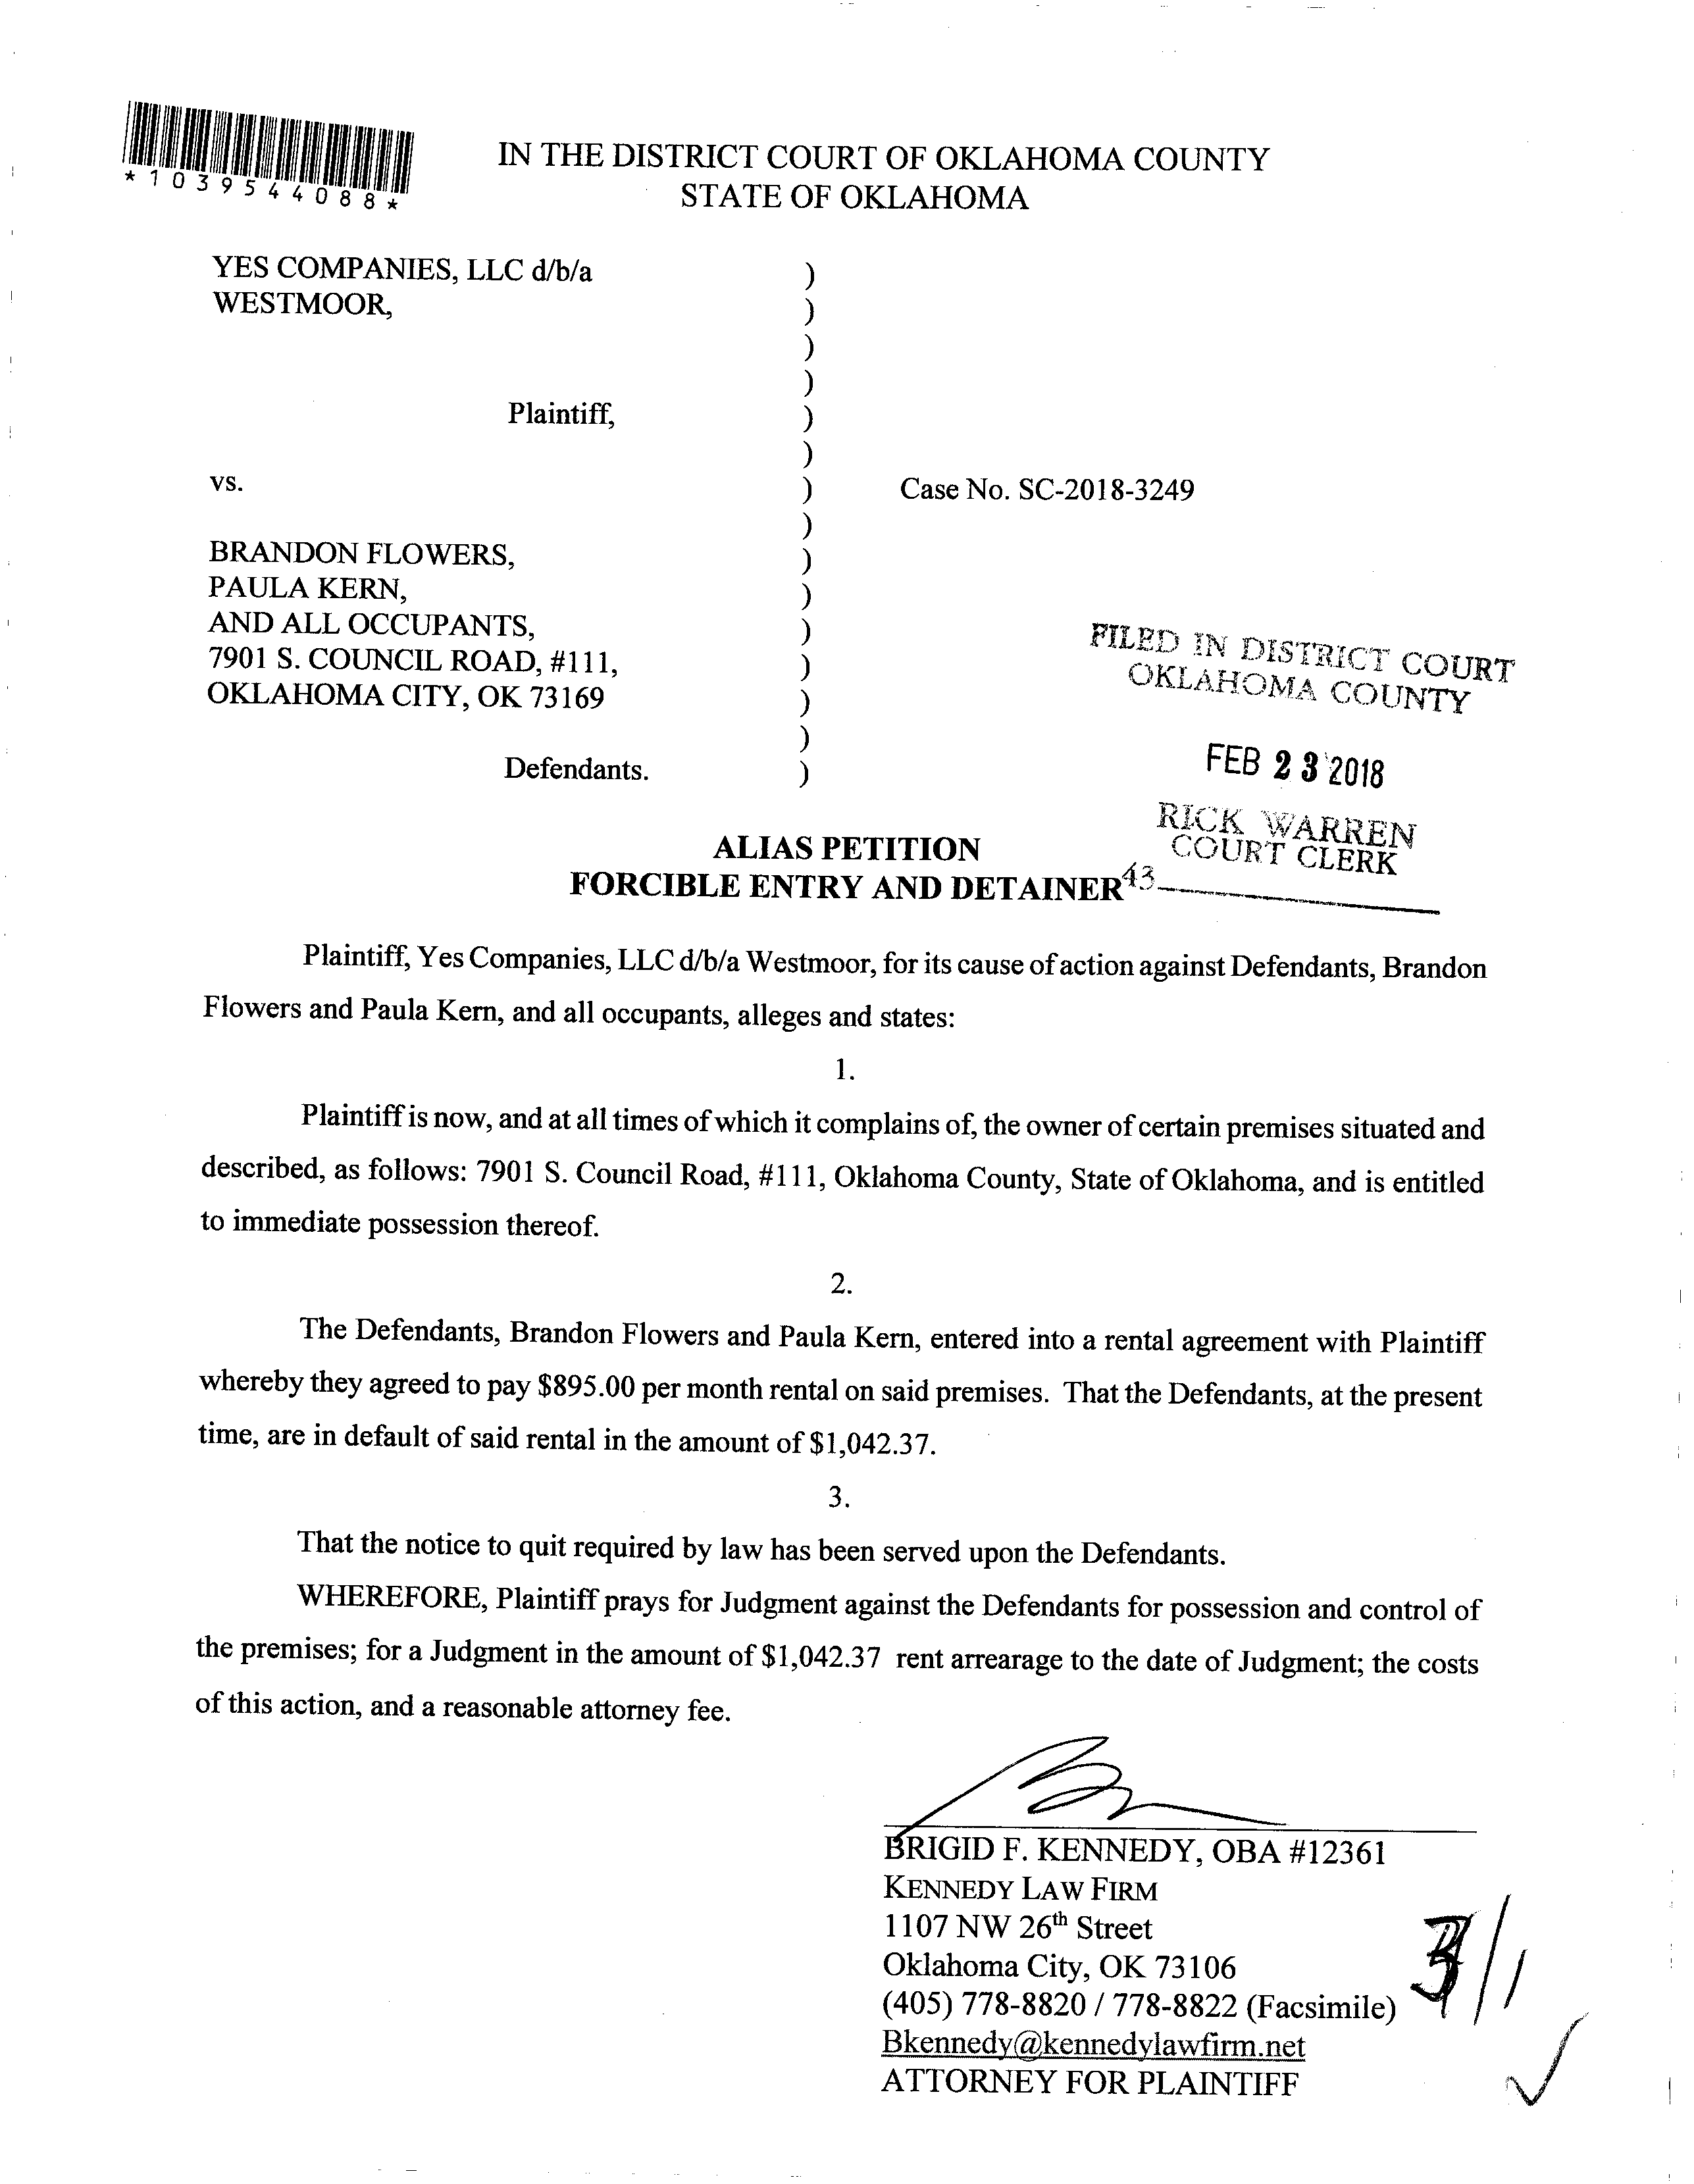 *1039544088*
IN THE DISTRICT COURT OF OKLAHOMA COUNTY
STATE OF OKLAHOMA
YES COMPANIES, LLC d/b/a )
WESTMOOR, )
)
)
Plaintiff, )
)
vs. ) Case No. SC-2018-3249
)
BRANDON FLOWERS, )
PAULA KERN, )
AND ALL OCCUPANTS, )
7901 S. COUNCIL ROAD, #111, )
OKLAHOMA CITY, OK 73169 )
)
Defendants. )
FILED IN DISTRICT COURT
OKLAHOMA COUNTY
FEB 23 2018
RICK WARREN
COURT CLERK
43
ALIAS PETITION
FORCIBLE ENTRY AND DETAINER
Plaintiff, Yes Companies, LLC d/b/a Westmoor, for its cause of action against Defendants, Brandon
Flowers and Paula Kern, and all occupants, alleges and states:
1.
Plaintiff is now, and at all times of which it complains of, the owner of certain premises situated and
described, as follows: 7901 S. Council Road, #111, Oklahoma County, State of Oklahoma, and is entitled
to immediate possession thereof.
2.
The Defendants, Brandon Flowers and Paula Kern, entered into a rental agreement with Plaintiff
whereby they agreed to pay $895.00 per month rental on said premises. That the Defendants, at the present
time, are in default of said rental in the amount of $1,042.37.
3.
That the notice to quit required by law has been served upon the Defendants.
WHEREFORE, Plaintiff prays for Judgment against the Defendants for possession and control of
the premises; for a Judgment in the amount of $1,042.37 rent arrearage to the date of Judgment; the costs
of this action, and a reasonable attorney fee.
BRIGID F. KENNEDY, OBA #12361
KENNEDY LAW FIRM
1107 NW 26th Street
Oklahoma City, OK 73106
(405) 778-8820 / 778-8822 (Facsimile)
Bkennedy@kennedylawfirm.net
ATTORNEY FOR PLAINTIFF